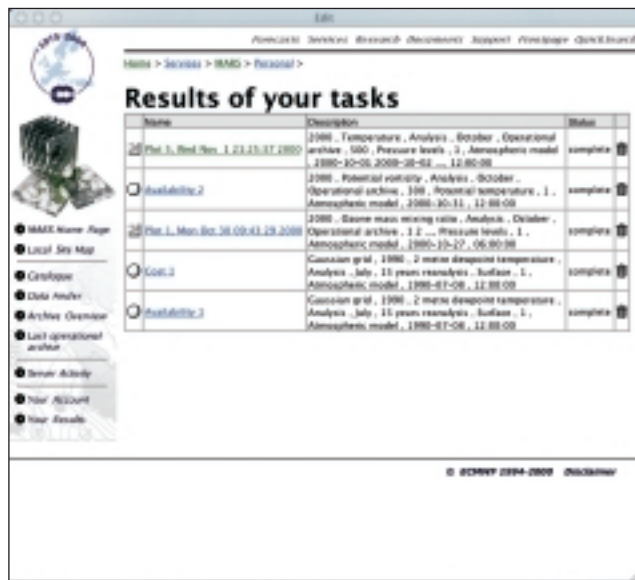 Edit
Forecasts Services Research Documents Support Frontpage QuickSearch
Home > Services > MARS > Personal >
Results of your tasks
Name Description Status
Plot 5, Wed Nov 1 23:25:37 2000
2000 , Temperature , Analysis , October , Operational
archive , 500 , Pressure levels , 1 , Atmospheric model
, 2000-10-01 2000-10-02 ... , 12:00:00
complete
Availability 2
2000 , Potential vorticity , Analysis , October ,
Operational archive , 300 , Potential temperature , 1 ,
Atmospheric model , 2000-10-31 , 12:00:00
complete
Plot 1, Mon Oct 30 09:43:29 2000
2000 , Ozone mass mixing ratio , Analysis , October ,
Operational archive , 1 2 ... , Pressure levels , 1 ,
Atmospheric model , 2000-10-27 , 06:00:00
complete
Cost 3
Gaussian grid , 1990 , 2 metre dewpoint temperature ,
Analysis , July , 15 years reanalysis , Surface , 1 ,
Atmospheric model , 1990-07-08 , 12:00:00
complete
Availability 3
Gaussian grid , 1990 , 2 metre dewpoint temperature ,
Analysis , July , 15 years reanalysis , Surface , 1 ,
Atmospheric model , 1990-07-08 , 12:00:00
complete
MARS Home Page
Local Site Map
Catalogue
Data Finder
Archive Overview
Last operational
archive
Server Activity
Your Account
Your Results
© ECMWF 1994-2000 Disclaimer